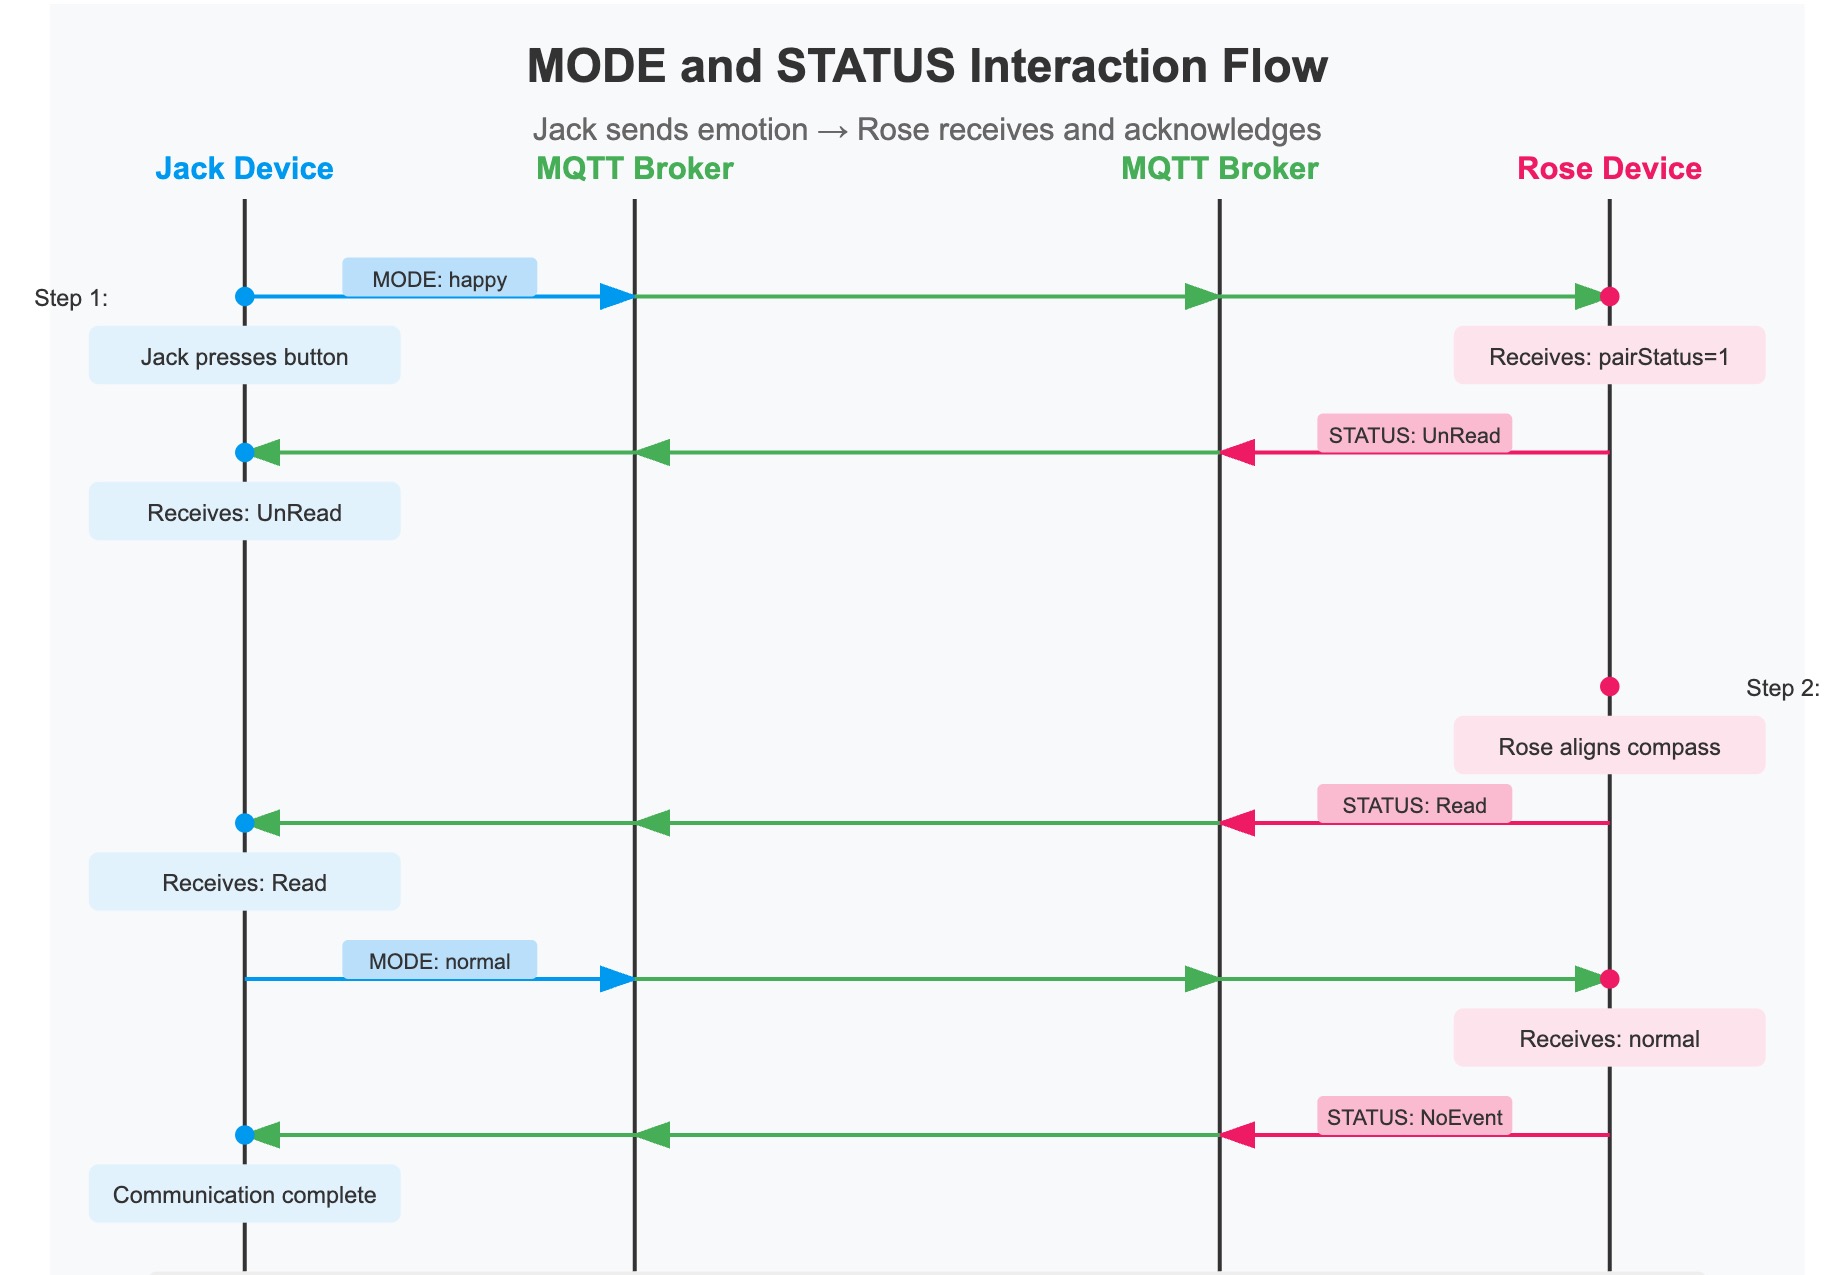 MODE and STATUS Interaction Flow
Jack sends emotion → Rose receives and acknowledges
Jack Device
MQTT Broker
MQTT Broker
Rose Device
Step 1:
MODE: happy
Jack presses button
Receives: pairStatus=1
STATUS: UnRead
Receives: UnRead
Step 2:
Rose aligns compass
STATUS: Read
Receives: Read
MODE: normal
Receives: normal
STATUS: NoEvent
Communication complete